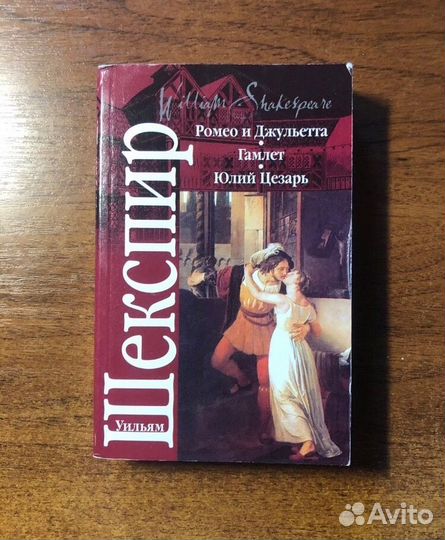 William Shakespeare
Ромео и Джульетта
Гамлет
Юлий Цезарь
Уильям
Шекспир
Avito